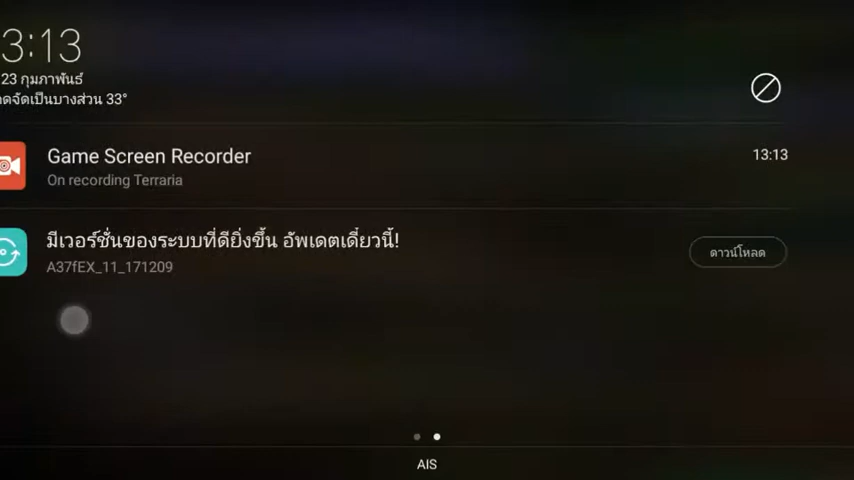 3:13
23 กุมภาพันธ์
ดจัดเป็นบางส่วน 33°
Game Screen Recorder
13:13
On recording Terraria
มีเวอร์ชั่นของระบบที่ดียิ่งขึ้น อัพเดตเดี๋ยวนี้!
A37fEX_11_171209
ดาวน์โหลด
AIS